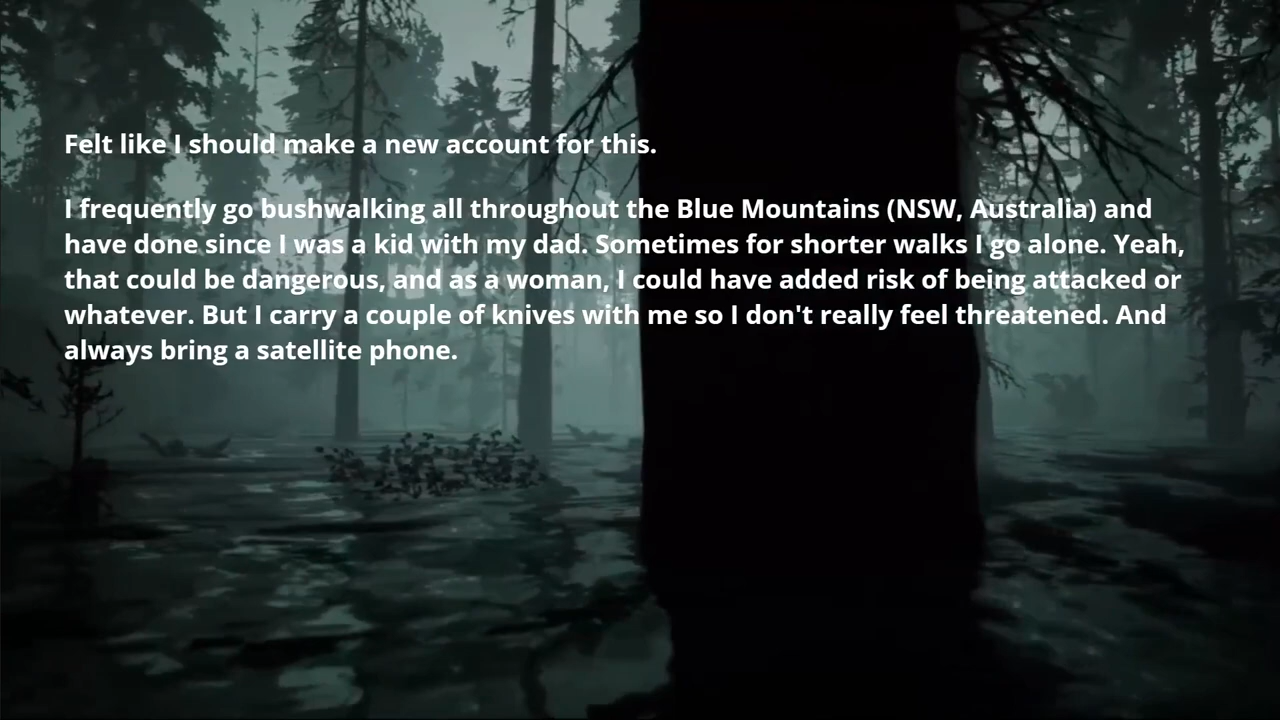 Felt like I should make a new account for this.
I frequently go bushwalking all throughout the Blue Mountains (NSW, Australia) and
have done since I was a kid with my dad. Sometimes for shorter walks I go alone. Yeah,
that could be dangerous, and as a woman, I could have added risk of being attacked or
whatever. But I carry a couple of knives with me so I don't really feel threatened. And
always bring a satellite phone.